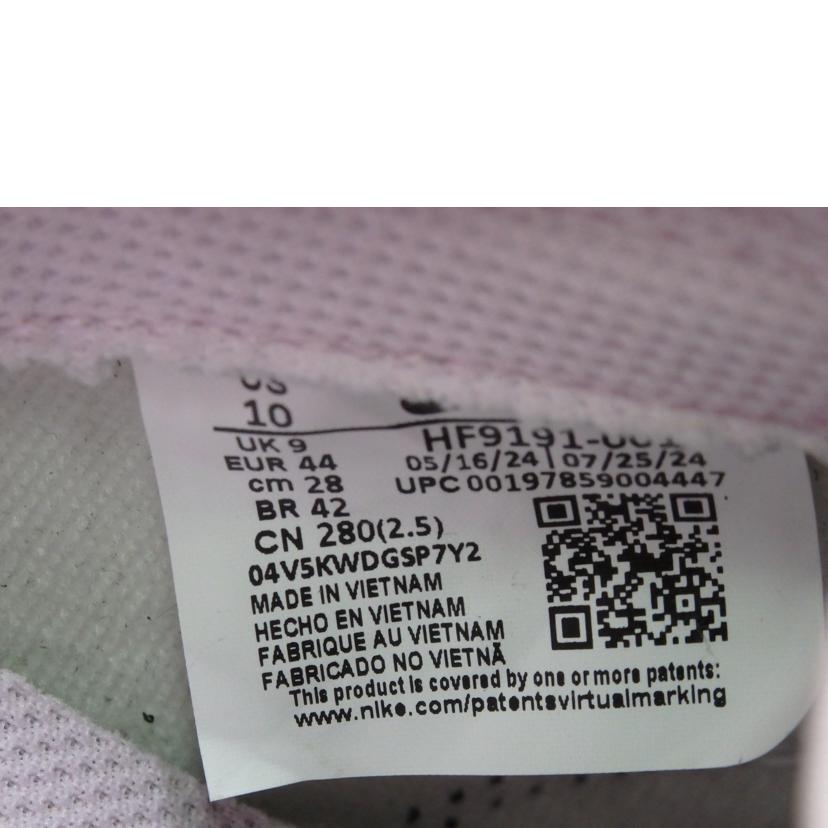 US
10
UK 9
EUR 44
cm 28
BR 42
CN 280(2.5)
04V5KWDGSP7Y2
MADE IN VIETNAM
HECHO EN VIETNAM
FABRIQUE AU VIETNAM
FABRICADO NO VIETNÃ
HF9191-001
05/16/24 | 07/25/24
UPC 00197859004447
This product is covered by one or more patents:
www.nike.com/patentsvirtualmarking